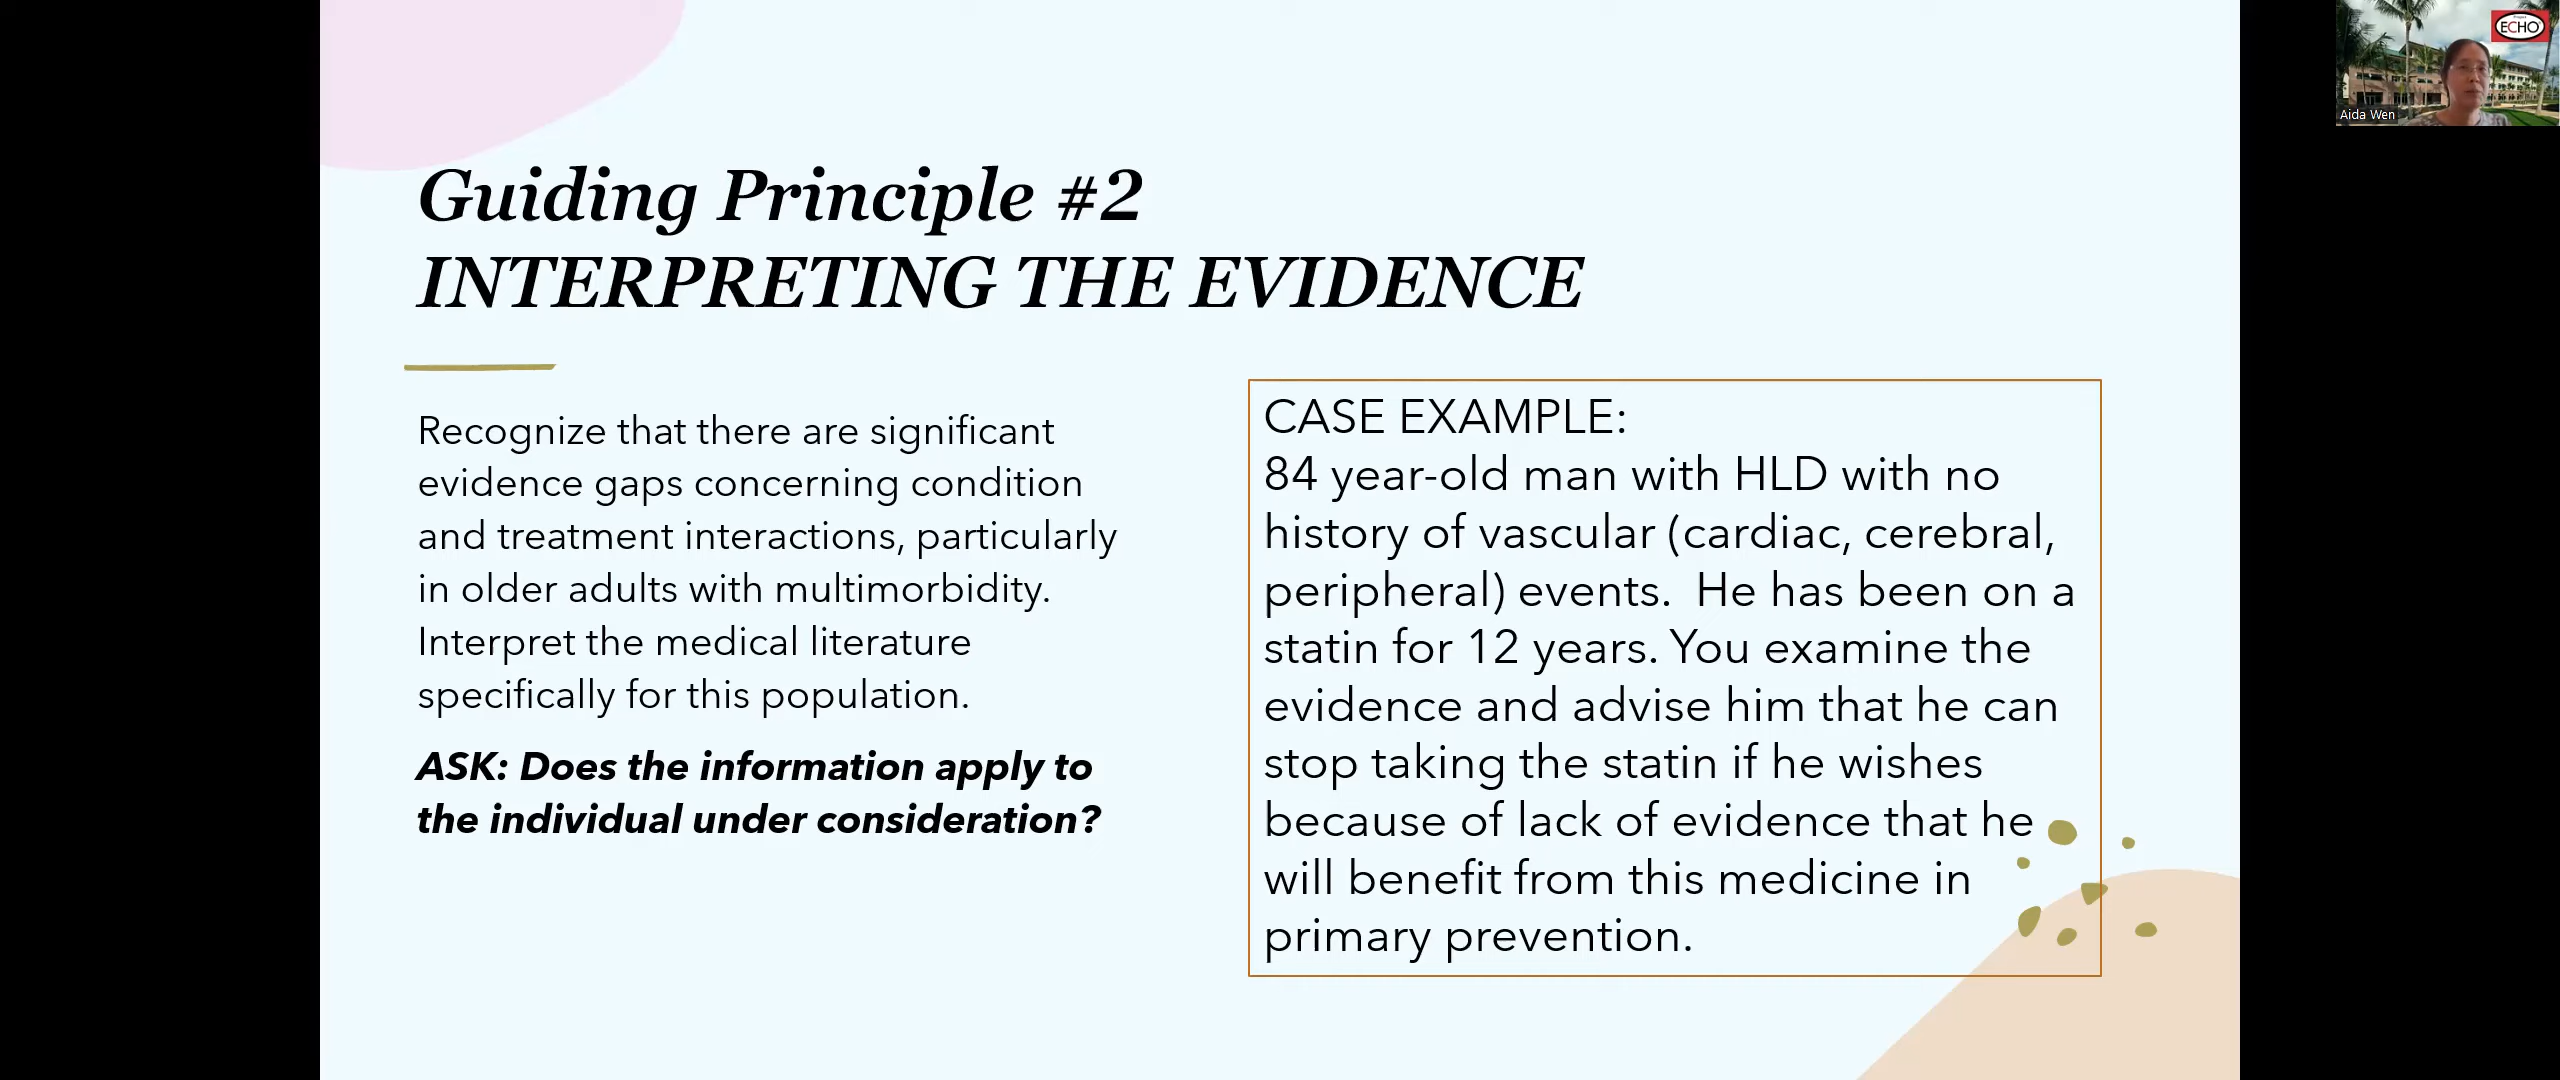 Guiding Principle #2
INTERPRETING THE EVIDENCE
Recognize that there are significant
evidence gaps concerning condition
and treatment interactions, particularly
in older adults with multimorbidity.
Interpret the medical literature
specifically for this population.
ASK: Does the information apply to
the individual under consideration?
CASE EXAMPLE:
84 year-old man with HLD with no
history of vascular (cardiac, cerebral,
peripheral) events.  He has been on a
statin for 12 years. You examine the
evidence and advise him that he can
stop taking the statin if he wishes
because of lack of evidence that he
will benefit from this medicine in
primary prevention.
ECHO
Aida Wen